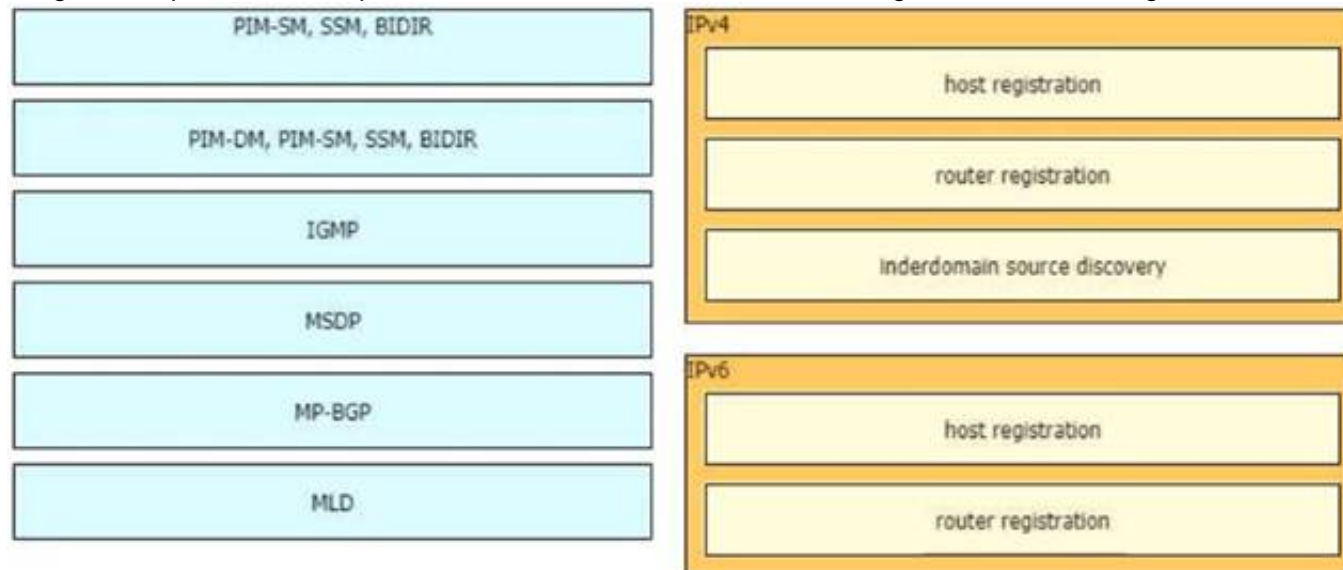 PIM-SM, SSM, BIDIR
PIM-DM, PIM-SM, SSM, BIDIR
IGMP
MSDP
MP-BGP
MLD
IPv4
host registration
router registration
Inderdomain source discovery
IPv6
host registration
router registration